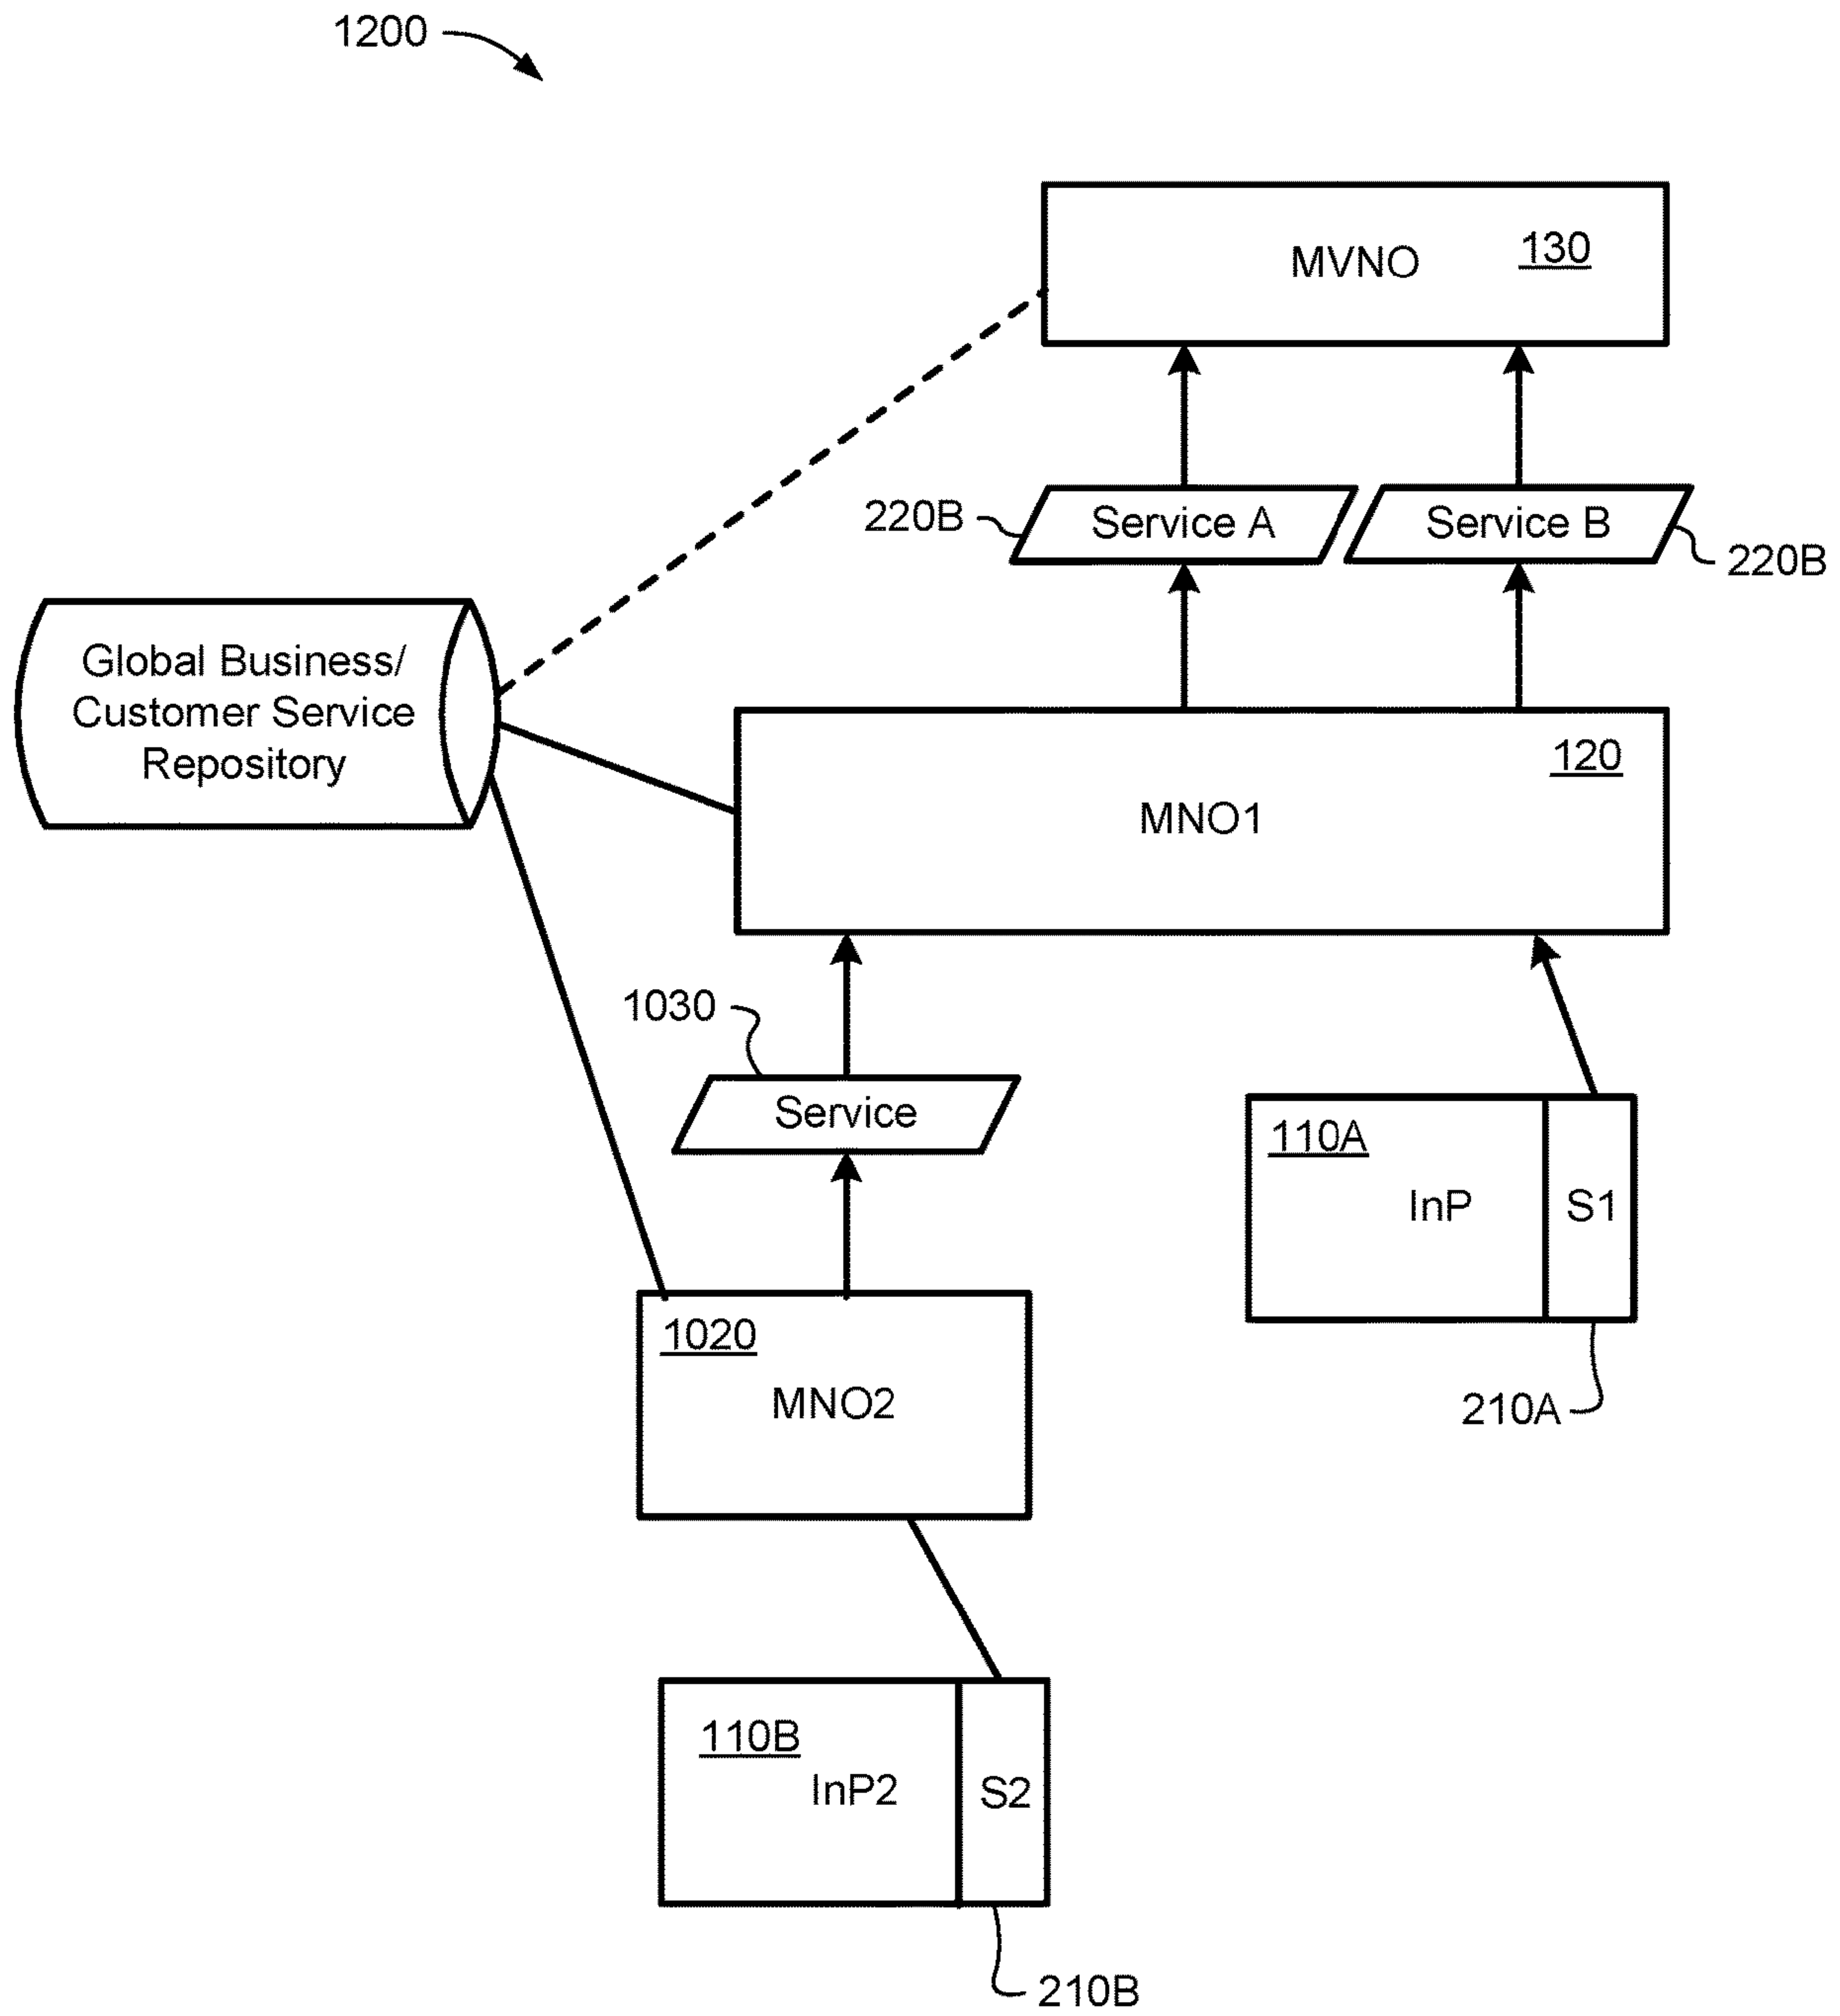 1200
MVNO
130
220B
Service A
Service B
220B
Global Business/
Customer Service
Repository
120
MNO1
1030
Service
110A
InP
S1
1020
MNO2
210A
110B
InP2
S2
210B